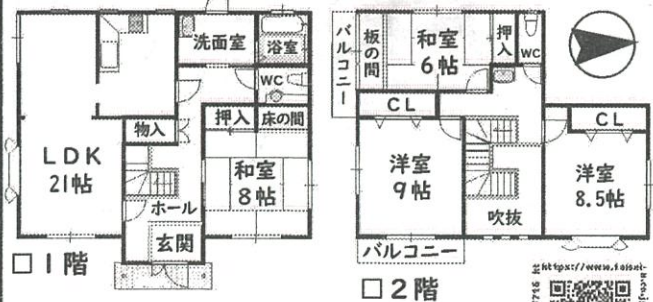 洗面室
浴室
WC
物入
押入
床の間
LDK
21帖
和室
8帖
ホール
玄関
□1階
バルコニー
板の間
和室
6帖
押入
WC
CL
CL
洋室
9帖
洋室
8.5帖
吹抜
バルコニー
□2階